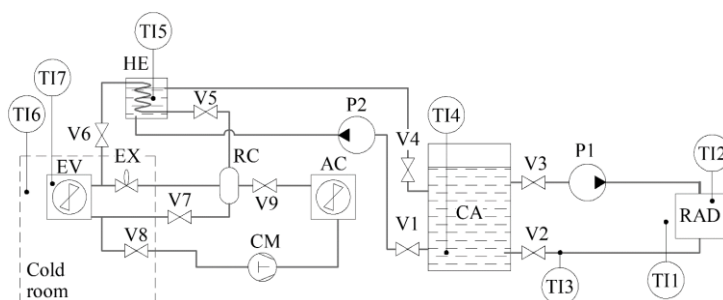 TI5
HE
TI7
V5
P2
TI4
TI6
V6
V4
V3
P1
TI2
EV
EX
RC
AC
V7
V9
CA
RAD
V1
V8
CM
V2
TI3
TI1
Cold
room